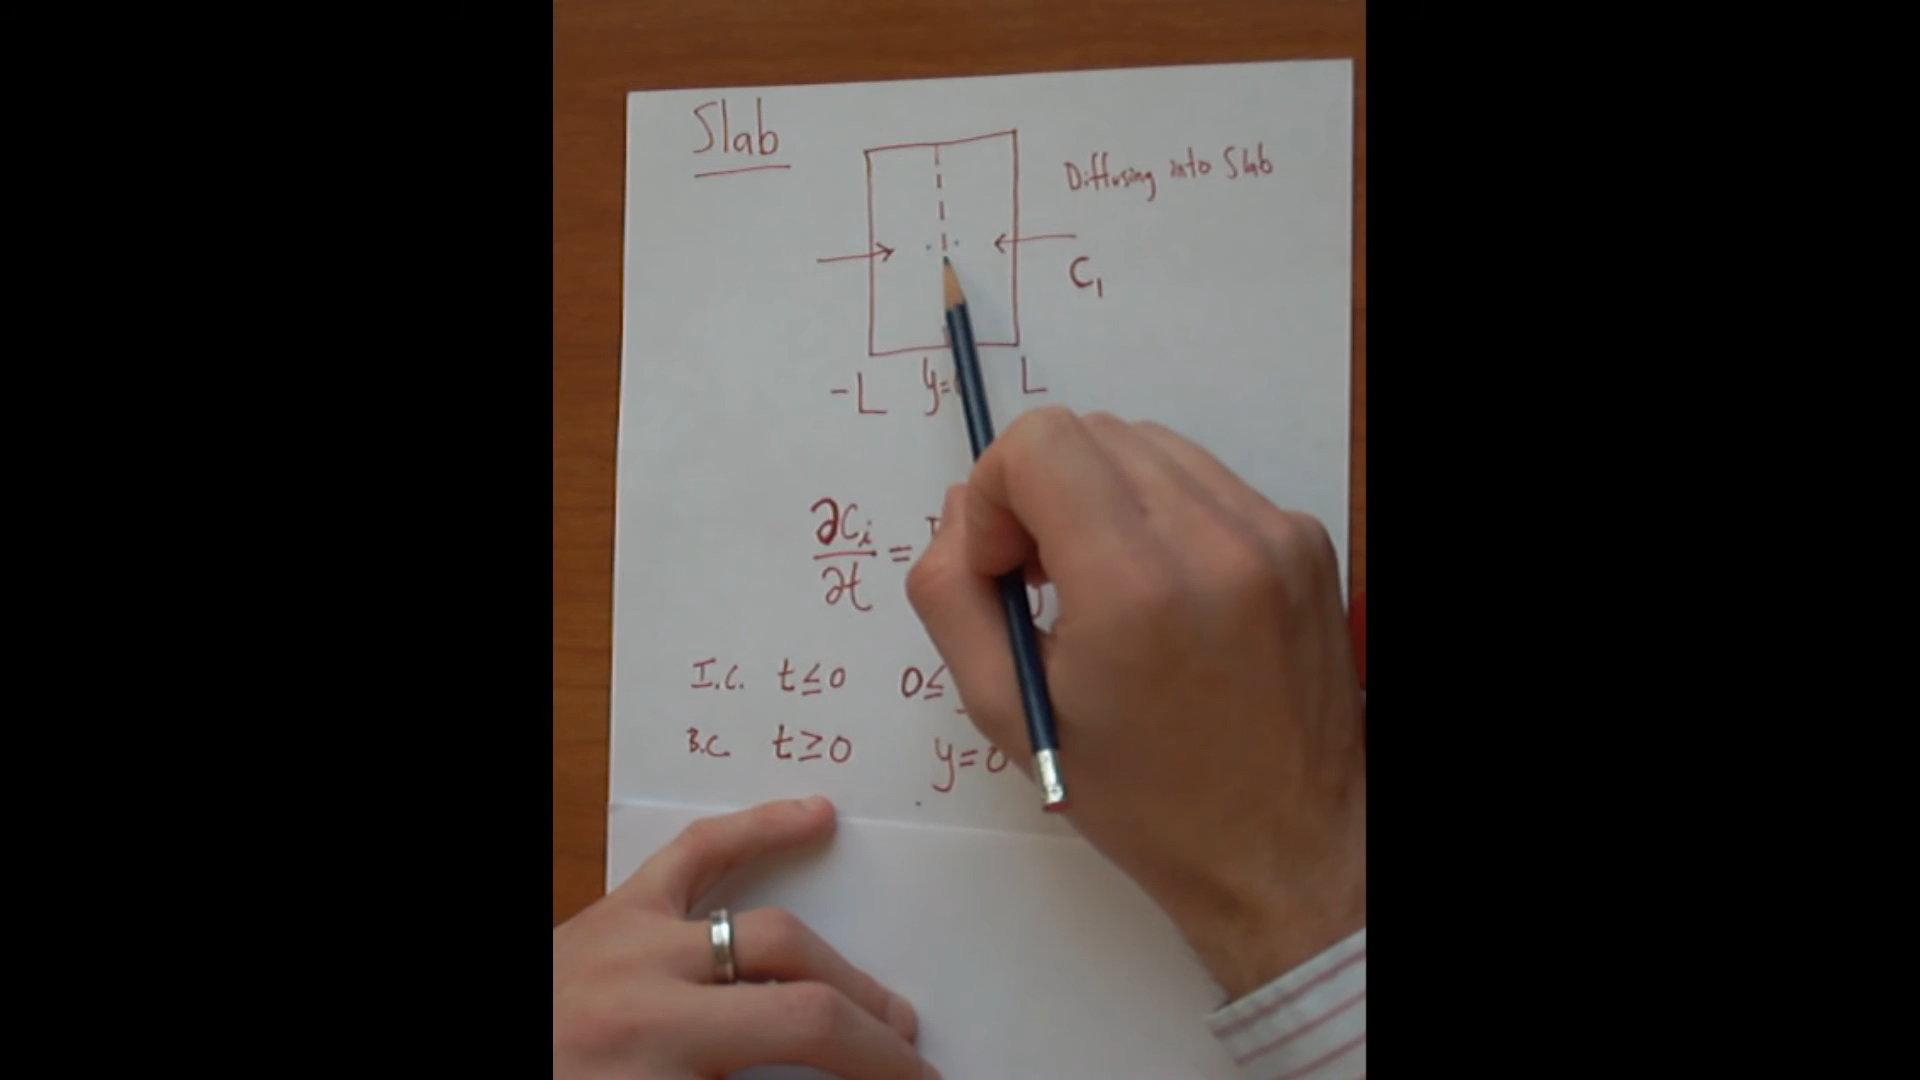 Slab
Diffusing into Slab
C₁
-L y= L
∂Cᵢ/∂t =
I.C. t≤0 0≤
B.C. t≥0 y=0